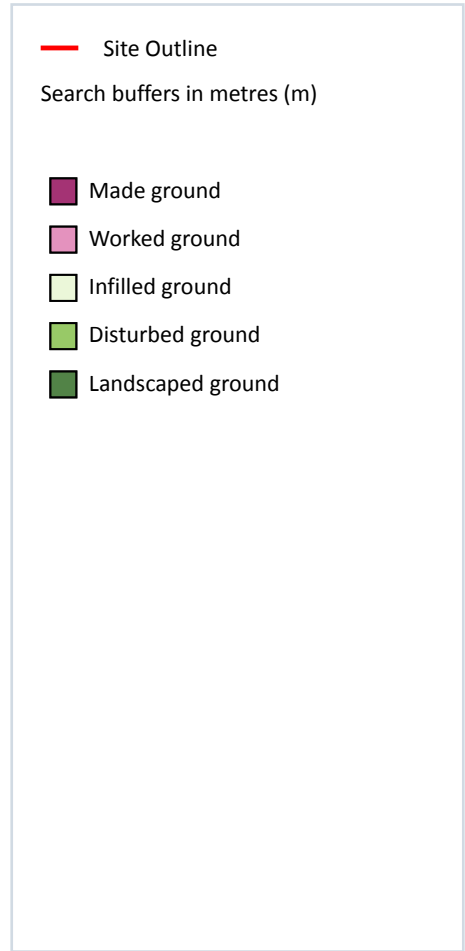 Site Outline
Search buffers in metres (m)
Made ground
Worked ground
Infilled ground
Disturbed ground
Landscaped ground